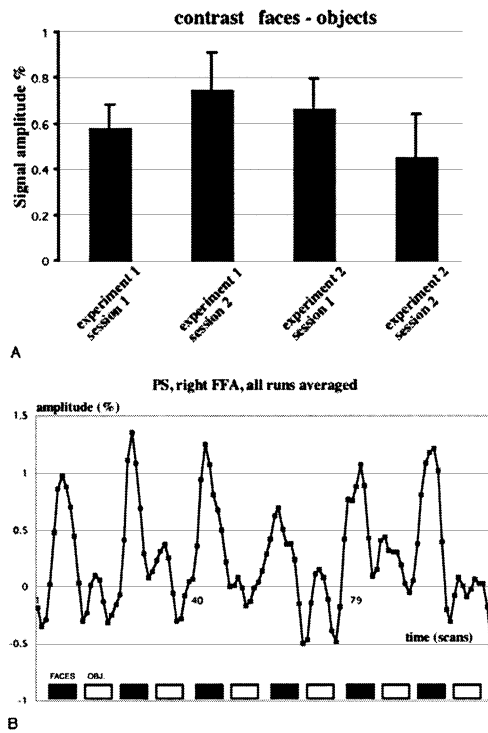 contrast faces - objects
Signal amplitude %
1
0.8
0.6
0.4
0.2
0
experiment 1
session 1
experiment 1
session 2
experiment 2
session 1
experiment 2
session 2
A
PS, right FFA, all runs averaged
amplitude (%)
1.5
1
0.5
0
-0.5
-1
40
79
time (scans)
FACES OBJ.
B